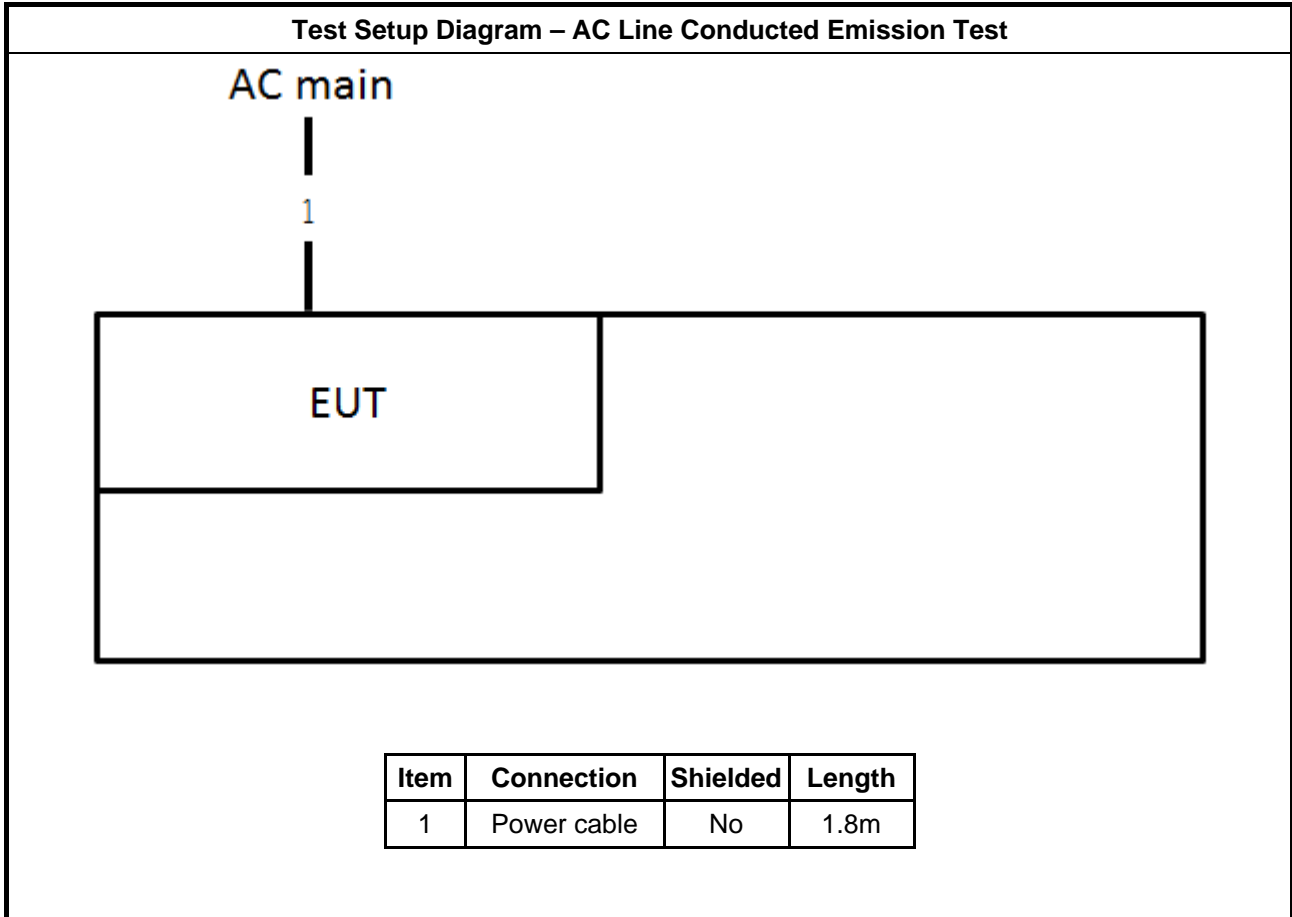 Test Setup Diagram – AC Line Conducted Emission Test
AC main
1
EUT
Item Connection Shielded Length
1 Power cable No 1.8m